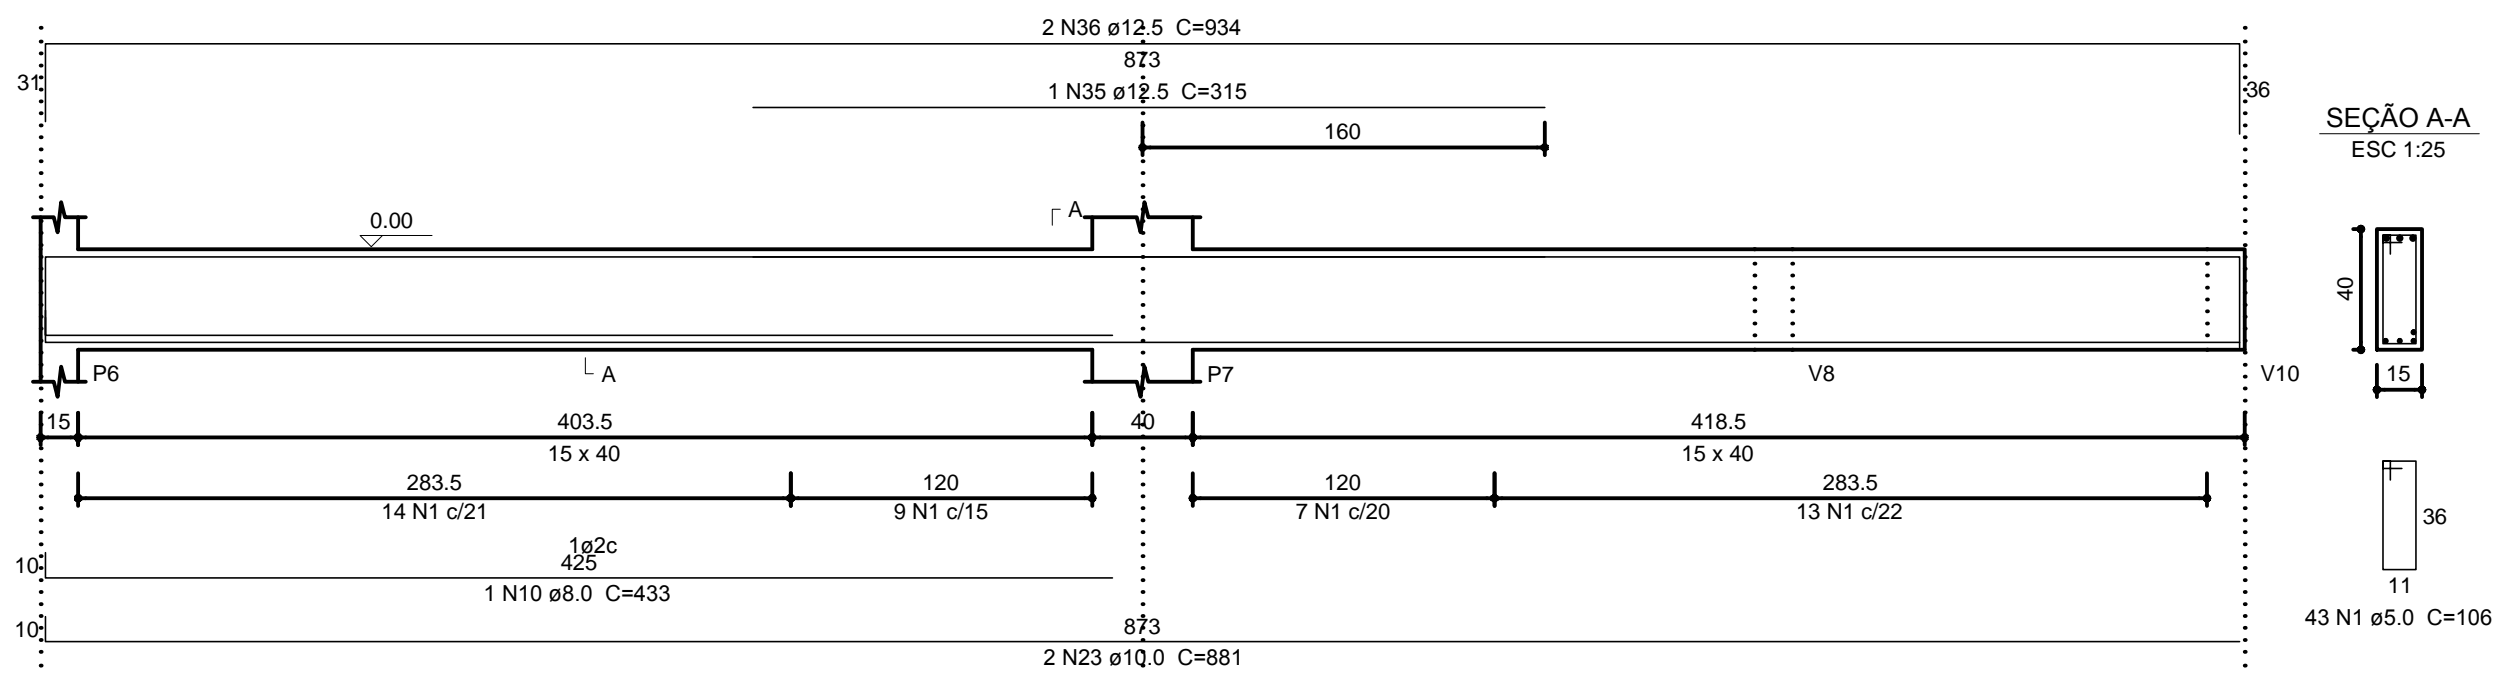 2 N36 ø12.5 C=934
873
31
36
1 N35 ø12.5 C=315
160
SEÇÃO A-A
ESC 1:25
A
0.00
40
P6
A
P7
V8
V10
15
15
403.5
40
418.5
15 x 40
15 x 40
283.5
120
120
283.5
14 N1 c/21
9 N1 c/15
7 N1 c/20
13 N1 c/22
36
11
43 N1 ø5.0 C=106
1ø2c
425
10
1 N10 ø8.0 C=433
10
873
2 N23 ø10.0 C=881